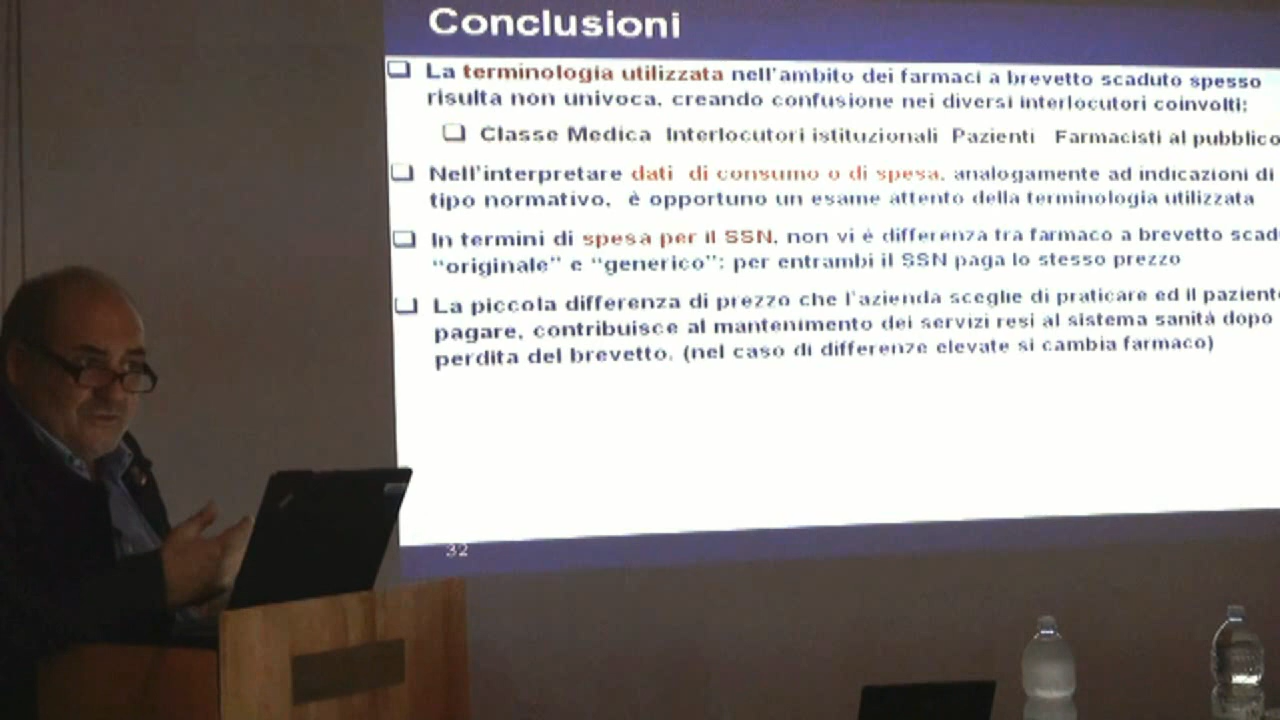 Conclusioni
La terminologia utilizzata nell'ambito dei farmaci a brevetto scaduto spesso
risulta non univoca, creando confusione nei diversi interlocutori coinvolti:
Classe Medica Interlocutori istituzionali Pazienti Farmacisti al pubblico
Nell'interpretare dati di consumo o di spesa, analogamente ad indicazioni di
tipo normativo, è opportuno un esame attento della terminologia utilizzata
In termini di spesa per il SSN, non vi è differenza tra farmaco a brevetto scad
"originale" e "generico"; per entrambi il SSN paga lo stesso prezzo
La piccola differenza di prezzo che l'azienda sceglie di praticare ed il pazient
pagare, contribuisce al mantenimento dei servizi resi al sistema sanità dopo
perdita del brevetto. (nel caso di differenze elevate si cambia farmaco)
32